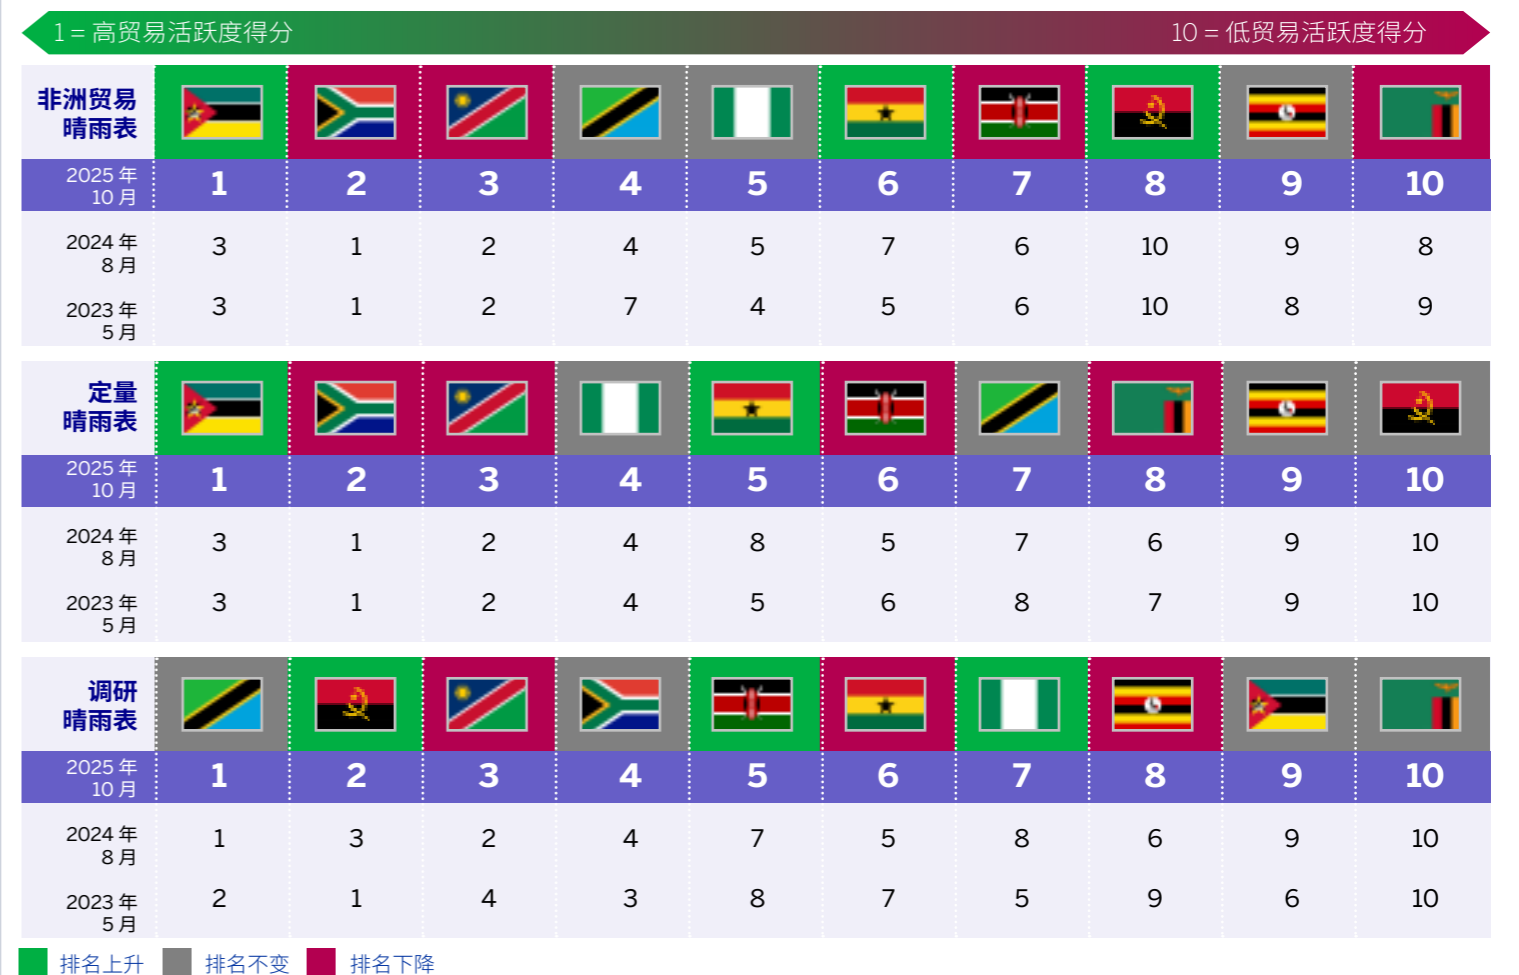 1 = 高贸易活跃度得分 10 = 低贸易活跃度得分
非洲贸易
晴雨表
2025 年
10 月 1 2 3 4 5 6 7 8 9 10
2024 年
8 月 3 1 2 4 5 7 6 10 9 8
2023 年
5 月 3 1 2 7 4 5 6 10 8 9
定量
晴雨表
2025 年
10 月 1 2 3 4 5 6 7 8 9 10
2024 年
8 月 3 1 2 4 8 5 7 6 9 10
2023 年
5 月 3 1 2 4 5 6 8 7 9 10
调研
晴雨表
2025 年
10 月 1 2 3 4 5 6 7 8 9 10
2024 年
8 月 1 3 2 4 7 5 8 6 9 10
2023 年
5 月 2 1 4 3 8 7 5 9 6 10
排名上升 排名不变 排名下降